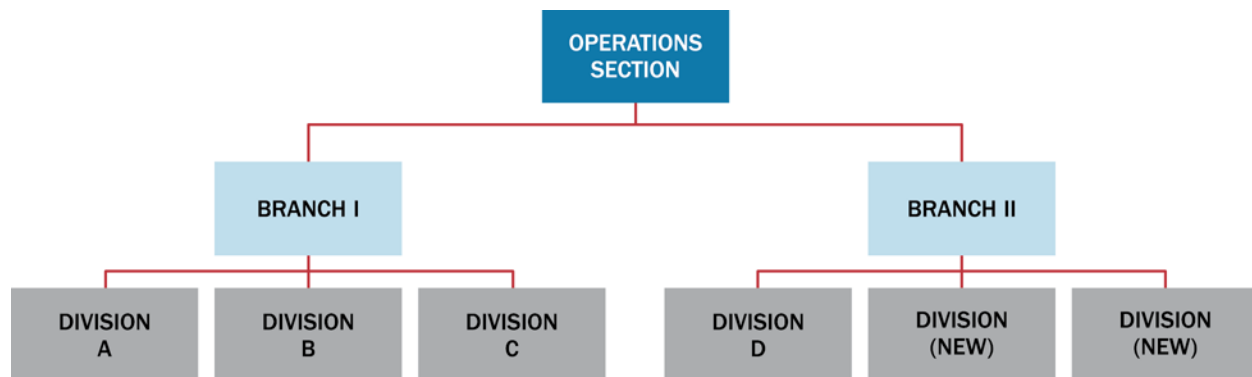 OPERATIONS
SECTION
BRANCH I
BRANCH II
DIVISION
A
DIVISION
B
DIVISION
C
DIVISION
D
DIVISION
(NEW)
DIVISION
(NEW)